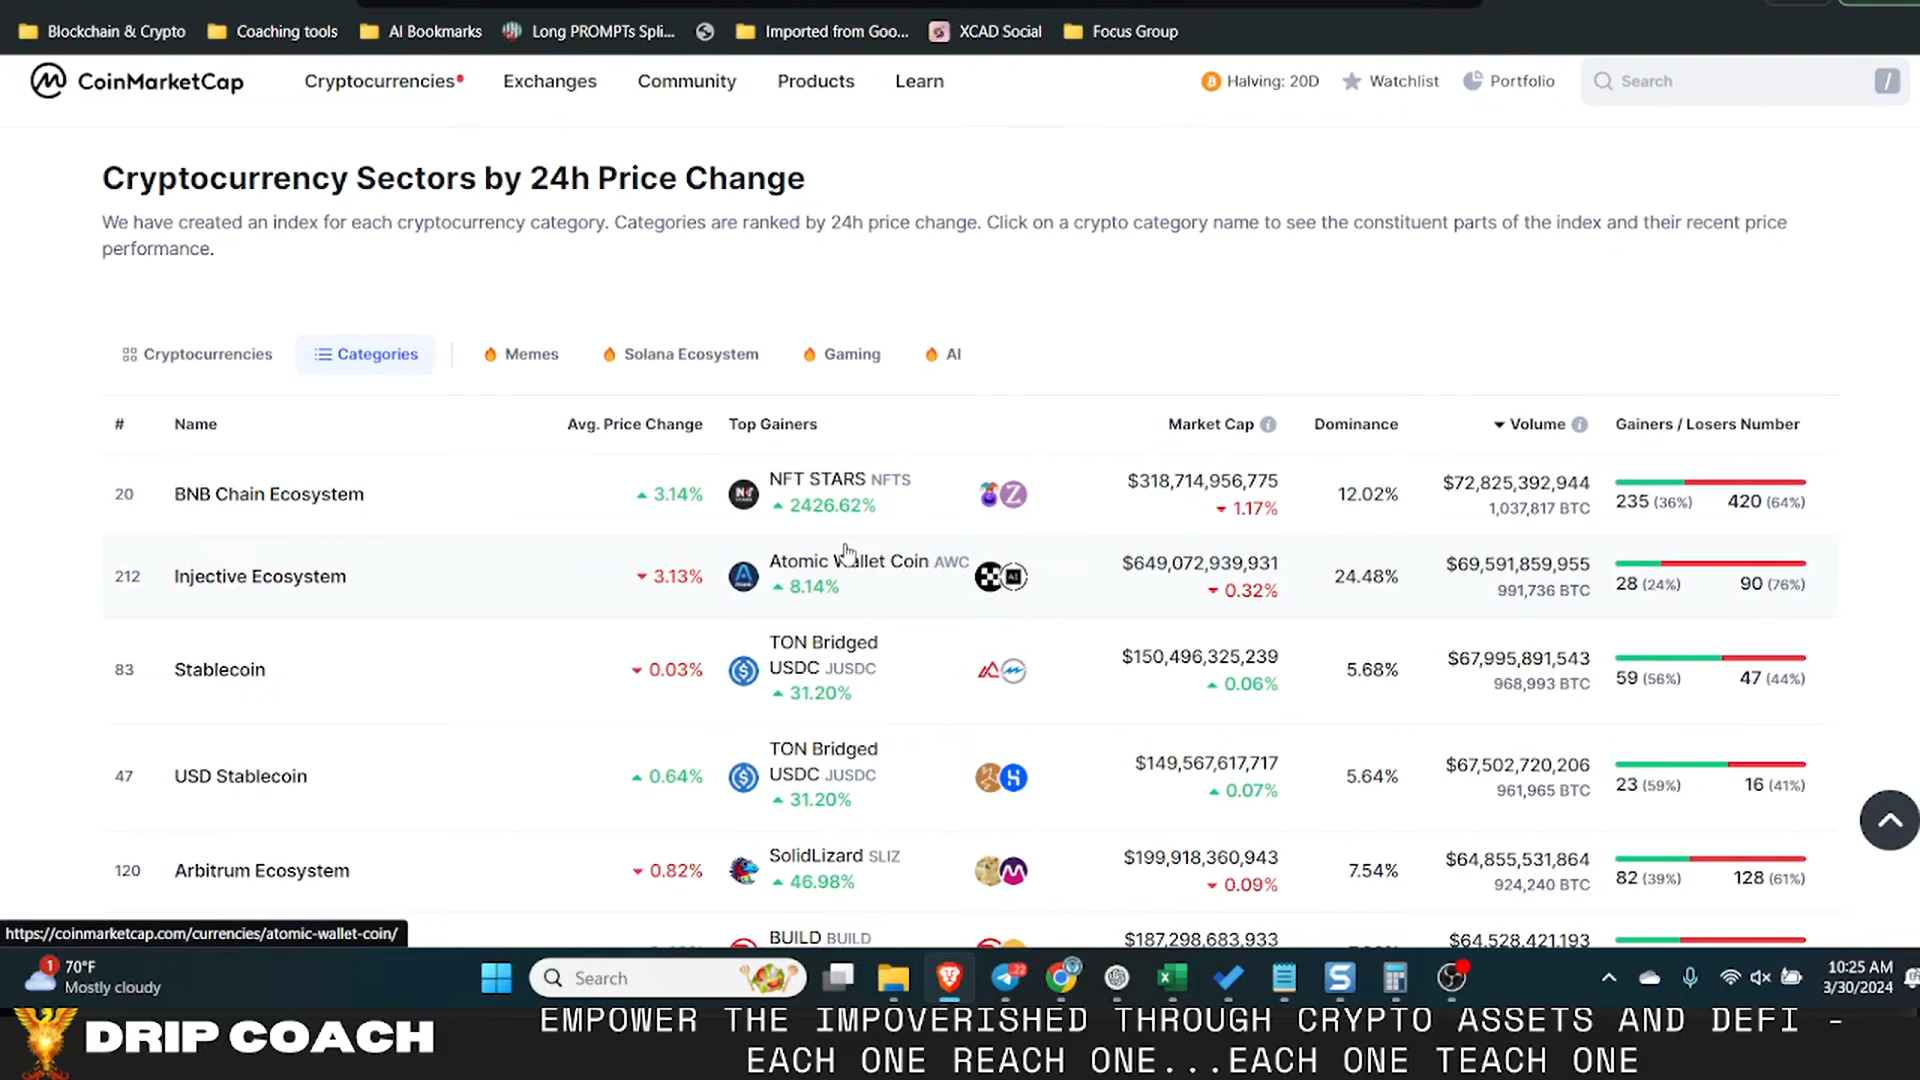 Blockchain & Crypto Coaching tools AI Bookmarks Long PROMPTs Spli... Imported from Goo... XCAD Social Focus Group
CoinMarketCap Cryptocurrencies Exchanges Community Products Learn Halving: 20D Watchlist Portfolio Search /
Cryptocurrency Sectors by 24h Price Change
We have created an index for each cryptocurrency category. Categories are ranked by 24h price change. Click on a crypto category name to see the constituent parts of the index and their recent price
performance.
Cryptocurrencies Categories Memes Solana Ecosystem Gaming AI
# Name Avg. Price Change Top Gainers Market Cap Dominance Volume Gainers / Losers Number
20 BNB Chain Ecosystem 3.14% NFT STARS NFTS $318,714,956,775 12.02% $72,825,392,944
2426.62% 1.17% 1,037,817 BTC 235 (36%) 420 (64%)
212 Injective Ecosystem 3.13% Atomic Wallet Coin AWC $649,072,939,931 24.48% $69,591,859,955
8.14% 0.32% 991,736 BTC 28 (24%) 90 (76%)
TON Bridged
83 Stablecoin 0.03% USDC JUSDC $150,496,325,239 5.68% $67,995,891,543
31.20% 0.06% 968,993 BTC 59 (56%) 47 (44%)
TON Bridged
47 USD Stablecoin 0.64% USDC JUSDC $149,567,617,717 5.64% $67,502,720,206
31.20% 0.07% 961,965 BTC 23 (59%) 16 (41%)
120 Arbitrum Ecosystem 0.82% SolidLizard SLIZ $199,918,360,943 7.54% $64,855,531,864
46.98% 0.09% 924,240 BTC 82 (39%) 128 (61%)
BUILD BUILD $187,298,683,933 $64,528,421,193
https://coinmarketcap.com/currencies/atomic-wallet-coin/
1 70°F
Mostly cloudy
Search
22
10:25 AM
3/30/2024
DRIP COACH
EMPOWER THE IMPOVERISHED THROUGH CRYPTO ASSETS AND DEFI -
EACH ONE REACH ONE...EACH ONE TEACH ONE